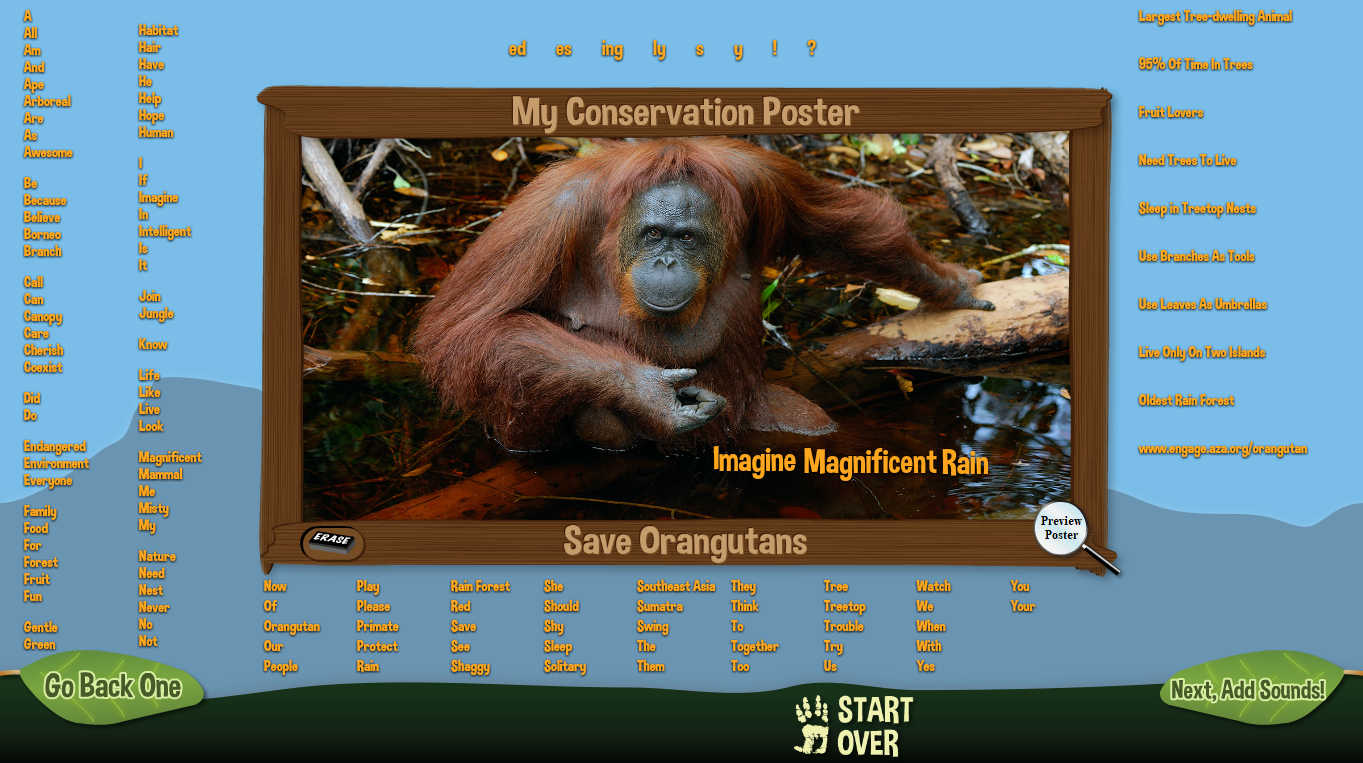 A
All
Am
And
Ape
Arboreal
Are
As
Awesome
Be
Because
Believe
Borneo
Branch
Call
Can
Canopy
Care
Cherish
Coexist
Did
Do
Endangered
Environment
Everyone
Family
Food
For
Forest
Fruit
Fun
Gentle
Green
Habitat
Hair
Have
He
Help
Hope
Human
I
If
Imagine
In
Intelligent
Is
It
Join
Jungle
Know
Life
Like
Live
Look
Magnificent
Mammal
Me
Misty
My
Nature
Need
Nest
Never
No
Not
ed es ing ly s y ! ?
My Conservation Poster
Imagine Magnificent Rain
ERASE
Save Orangutans
Preview
Poster
Now Play Rain Forest She Southeast Asia They Tree Watch You
Of Please Red Should Sumatra Think Treetop We Your
Orangutan Primate Save Shy Swing To Trouble When
Our Protect See Sleep The Together Try With
People Rain Shaggy Solitary Them Too Us Yes
Largest Tree-dwelling Animal
95% Of Time In Trees
Fruit Lovers
Need Trees To Live
Sleep in Treetop Nests
Use Branches As Tools
Use Leaves As Umbrellas
Live Only On Two Islands
Oldest Rain Forest
www.engage.aza.org/orangutan
Go Back One
START
OVER
Next, Add Sounds!